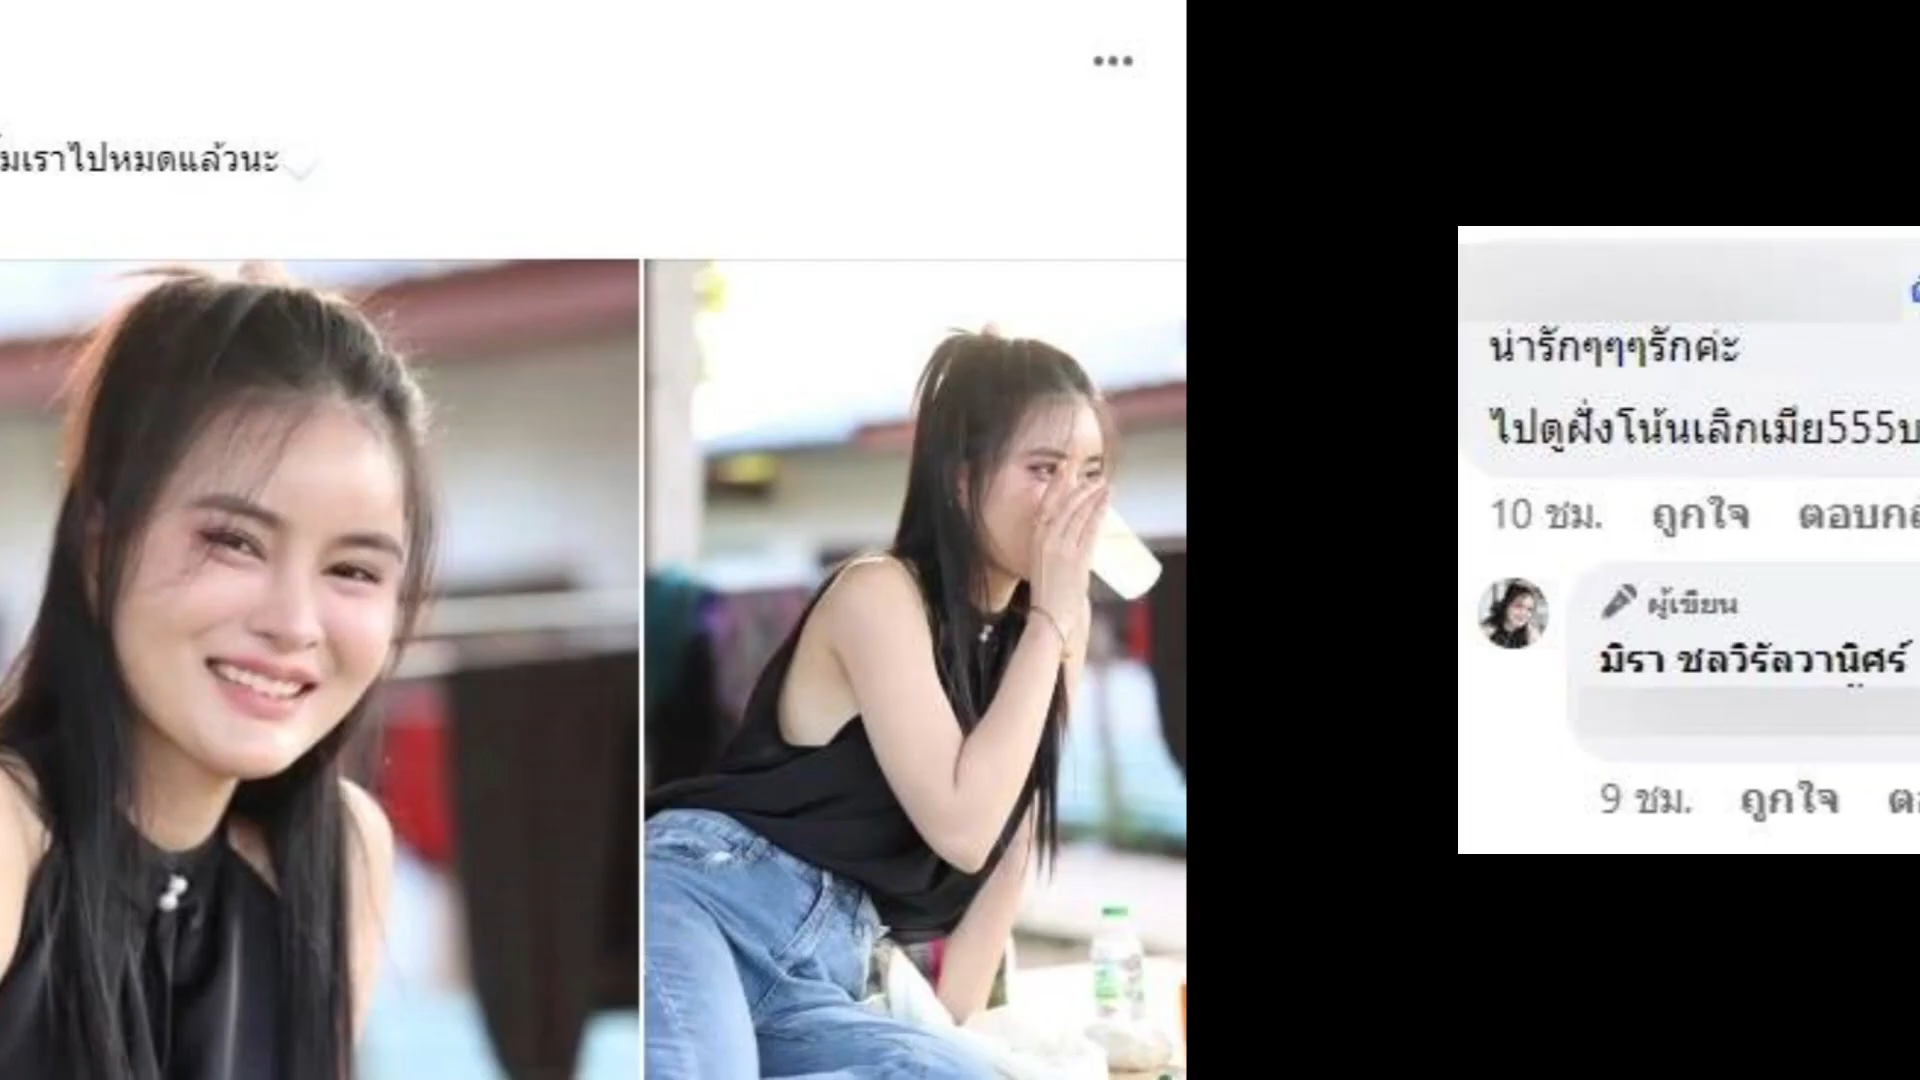 เราไปหมดแล้วนะ
น่ารักๆๆๆรักค่ะ
ไปดูฝั่งโน้นเลิกเมีย555
10 ชม. ถูกใจ
ผู้เขียน
มิรา ชลวิรัลวานิศร์
9 ชม. ถูกใจ